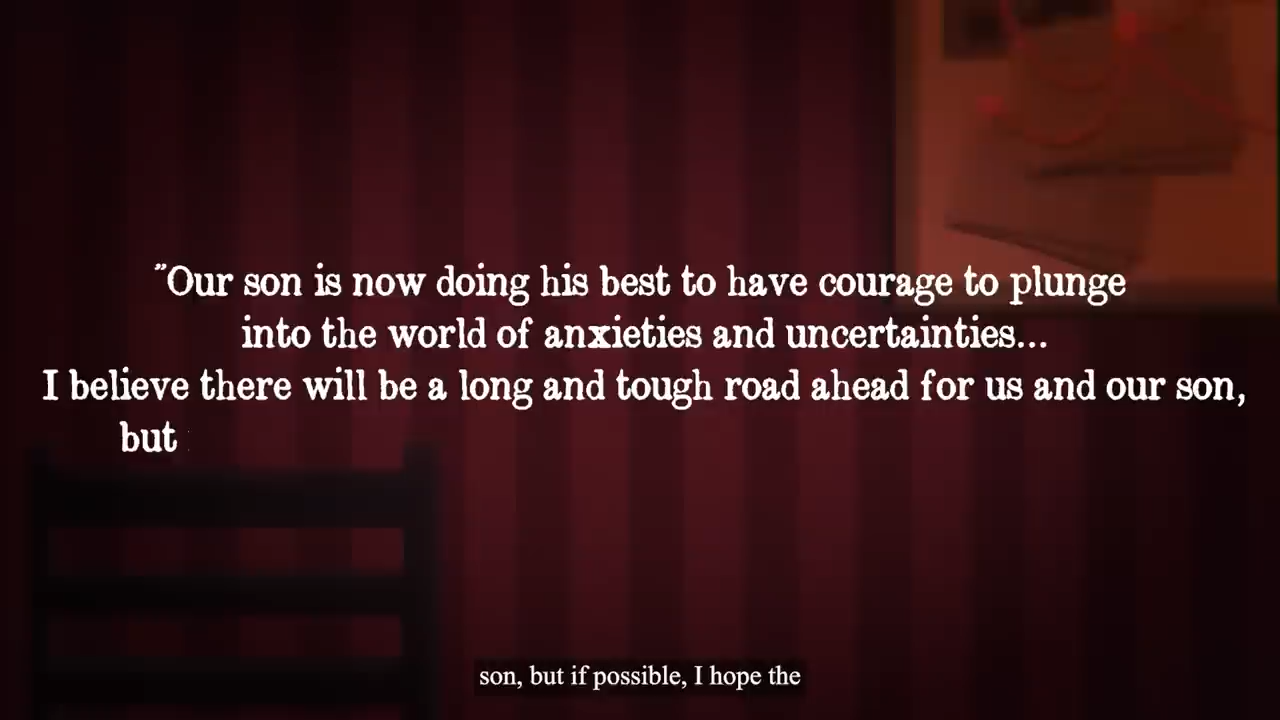 "Our son is now doing his best to have courage to plunge
into the world of anxieties and uncertainties...
I believe there will be a long and tough road ahead for us and our son,
but
son, but if possible, I hope the